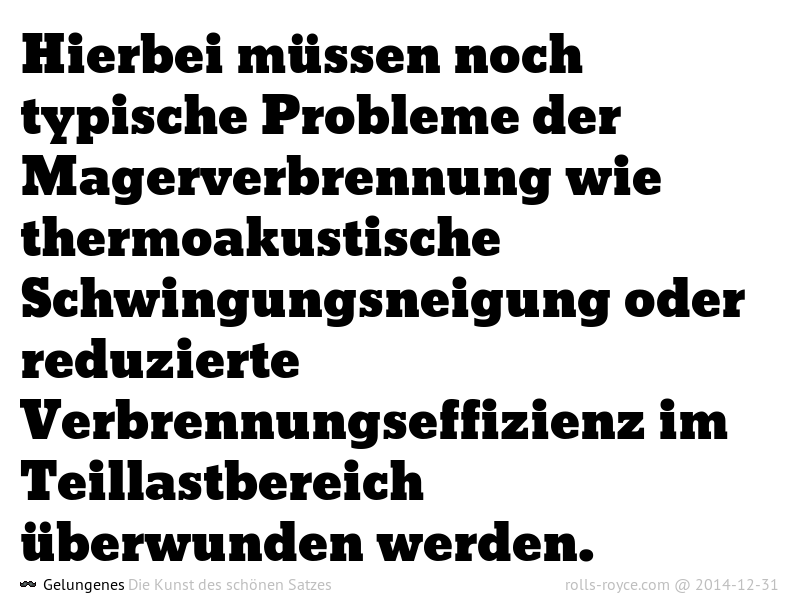 Hierbei müssen noch
typische Probleme der
Magerverbrennung wie
thermoakustische
Schwingungsneigung oder
reduzierte
Verbrennungseffizienz im
Teillastbereich
überwunden werden.
Gelungenes Die Kunst des schönen Satzes
rolls-royce.com @ 2014-12-31